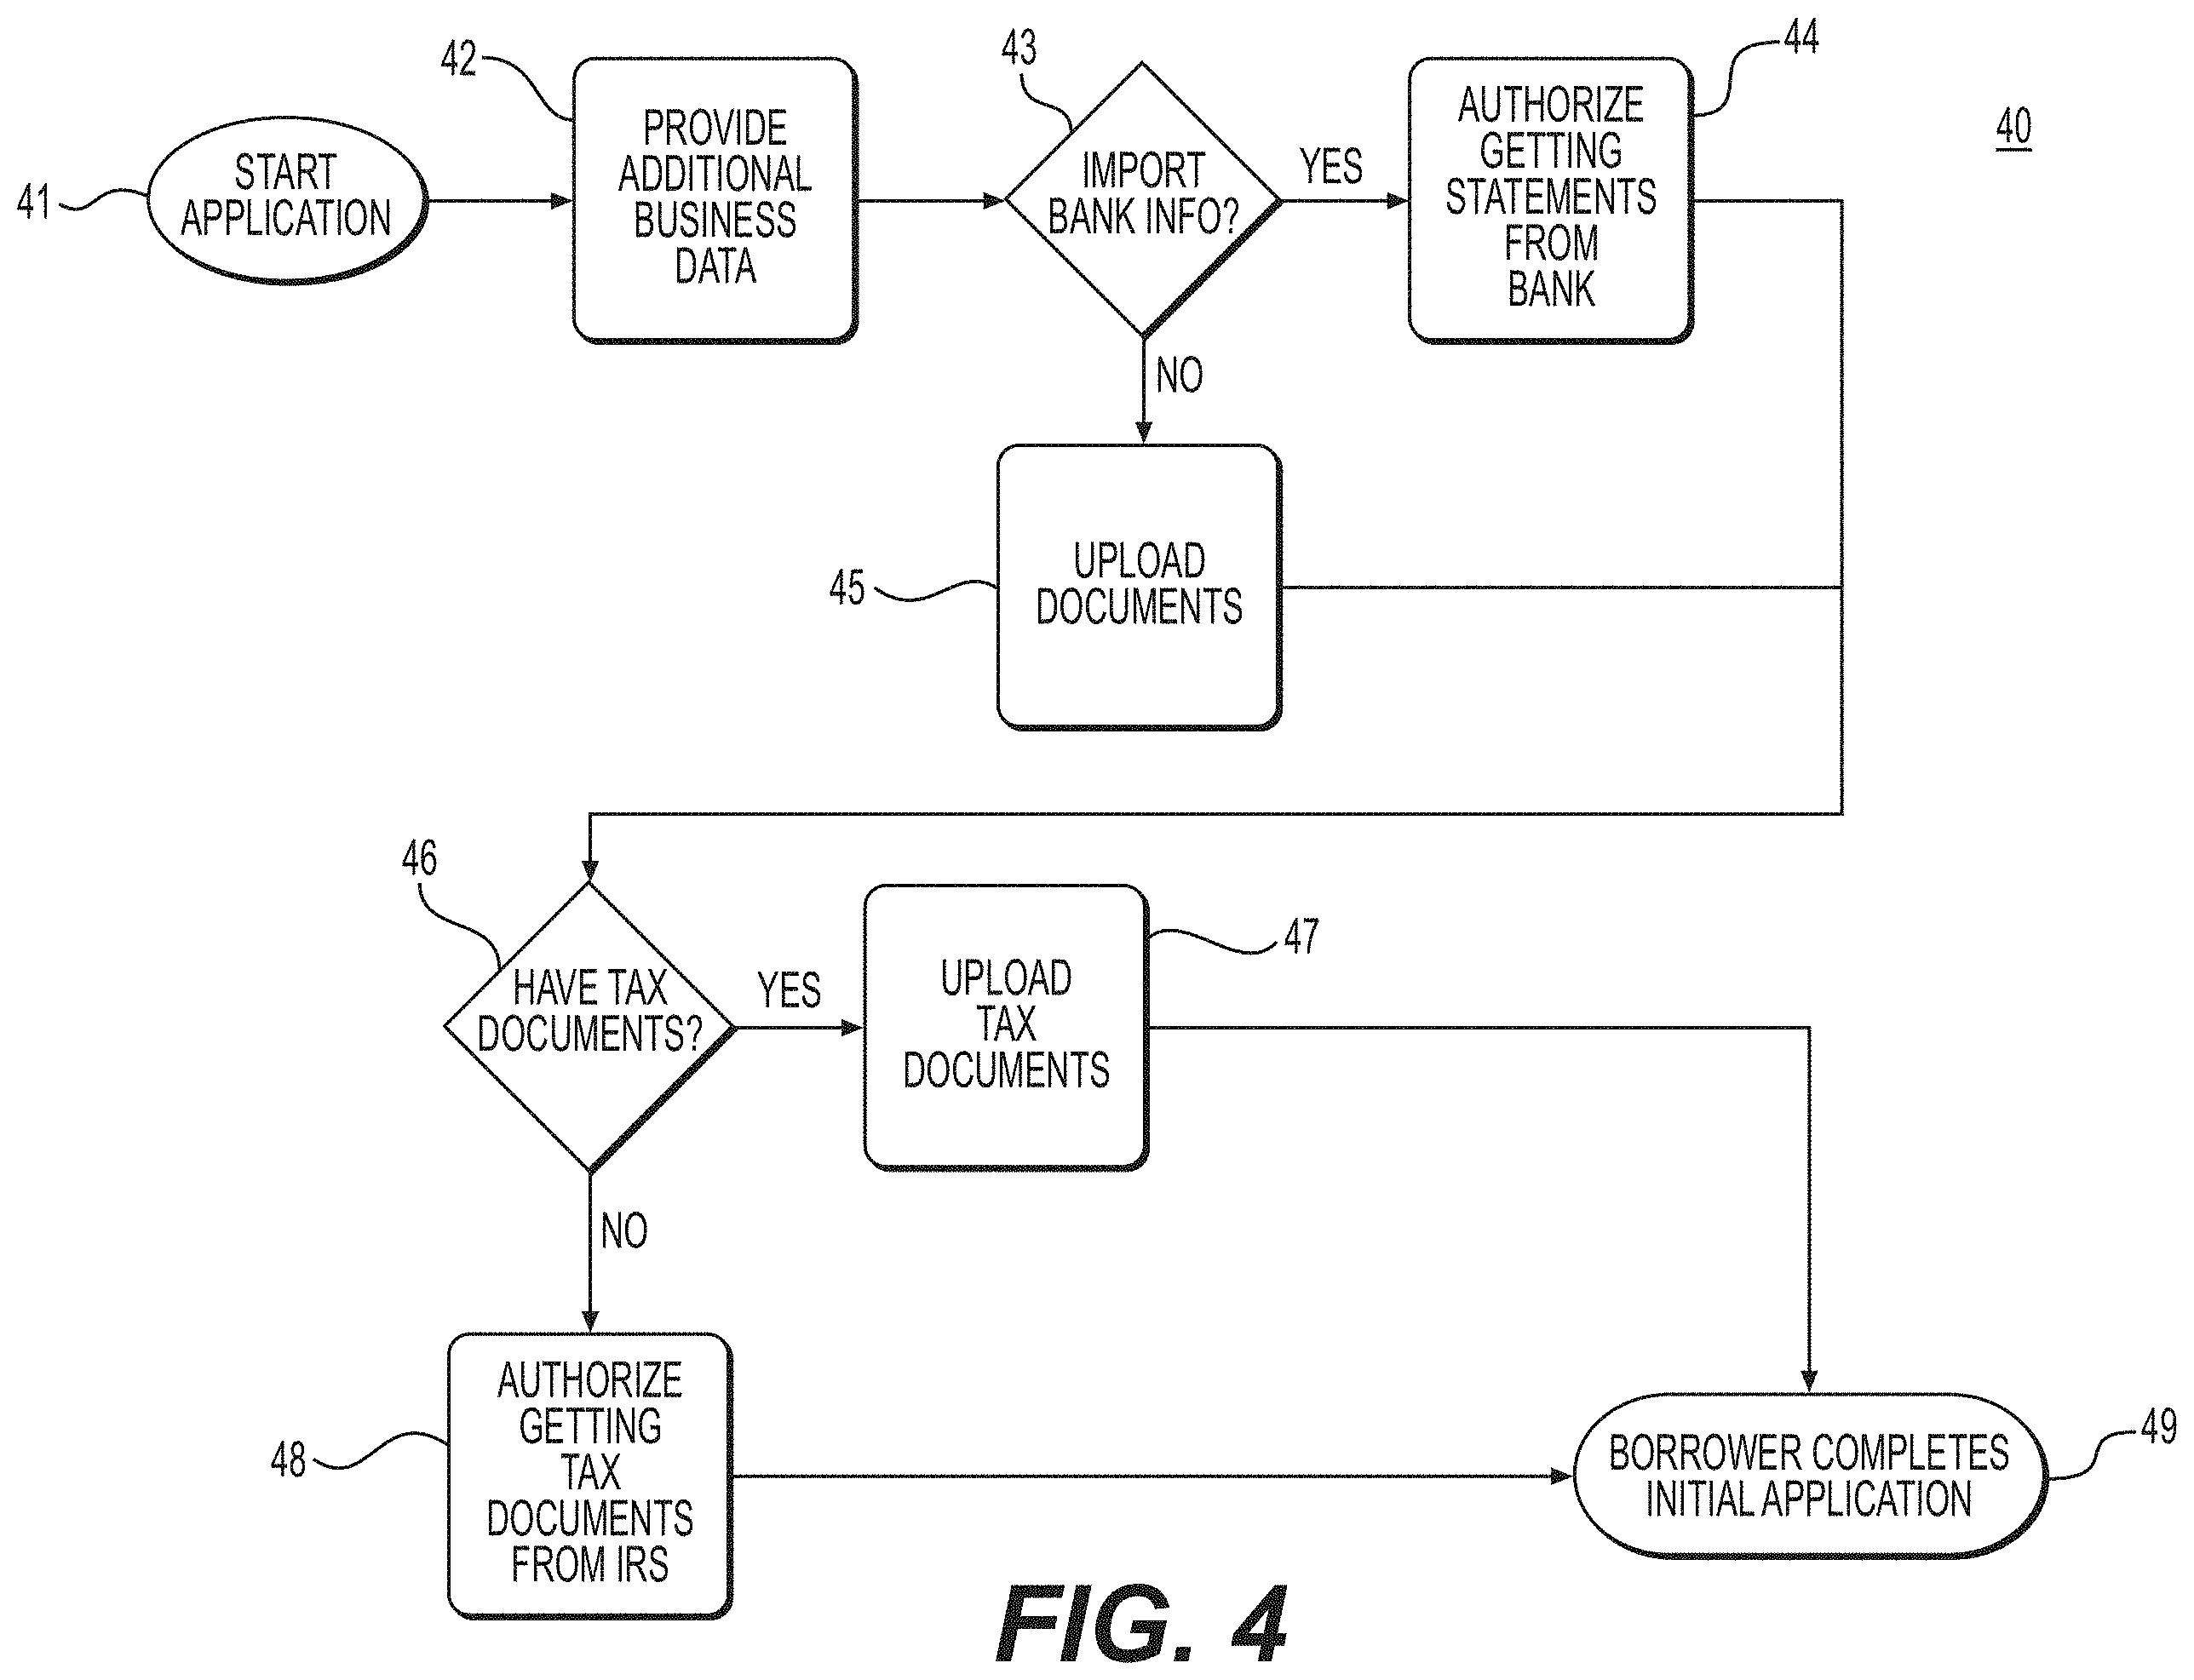 42
43
44
40
41
START
APPLICATION
PROVIDE
ADDITIONAL
BUSINESS
DATA
IMPORT
BANK INFO?
YES
AUTHORIZE
GETTING
STATEMENTS
FROM
BANK
NO
45
UPLOAD
DOCUMENTS
46
HAVE TAX
DOCUMENTS?
YES
UPLOAD
TAX
DOCUMENTS
47
NO
48
AUTHORIZE
GETTING
TAX
DOCUMENTS
FROM IRS
BORROWER COMPLETES
INITIAL APPLICATION
49
FIG. 4